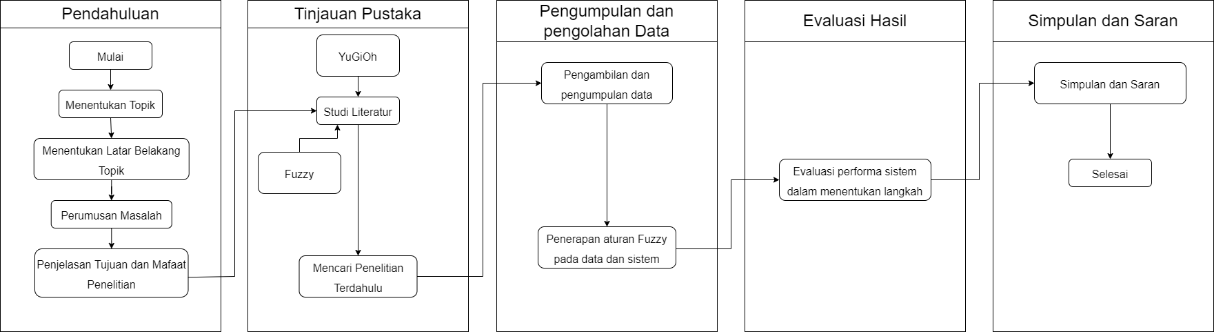 Pendahuluan
Mulai
Menentukan Topik
Menentukan Latar Belakang
Topik
Perumusan Masalah
Penjelasan Tujuan dan Mafaat
Penelitian
Tinjauan Pustaka
YuGiOh
Studi Literatur
Fuzzy
Mencari Penelitian
Terdahulu
Pengumpulan dan
pengolahan Data
Pengambilan dan
pengumpulan data
Penerapan aturan Fuzzy
pada data dan sistem
Evaluasi Hasil
Evaluasi performa sistem
dalam menentukan langkah
Simpulan dan Saran
Simpulan dan Saran
Selesai